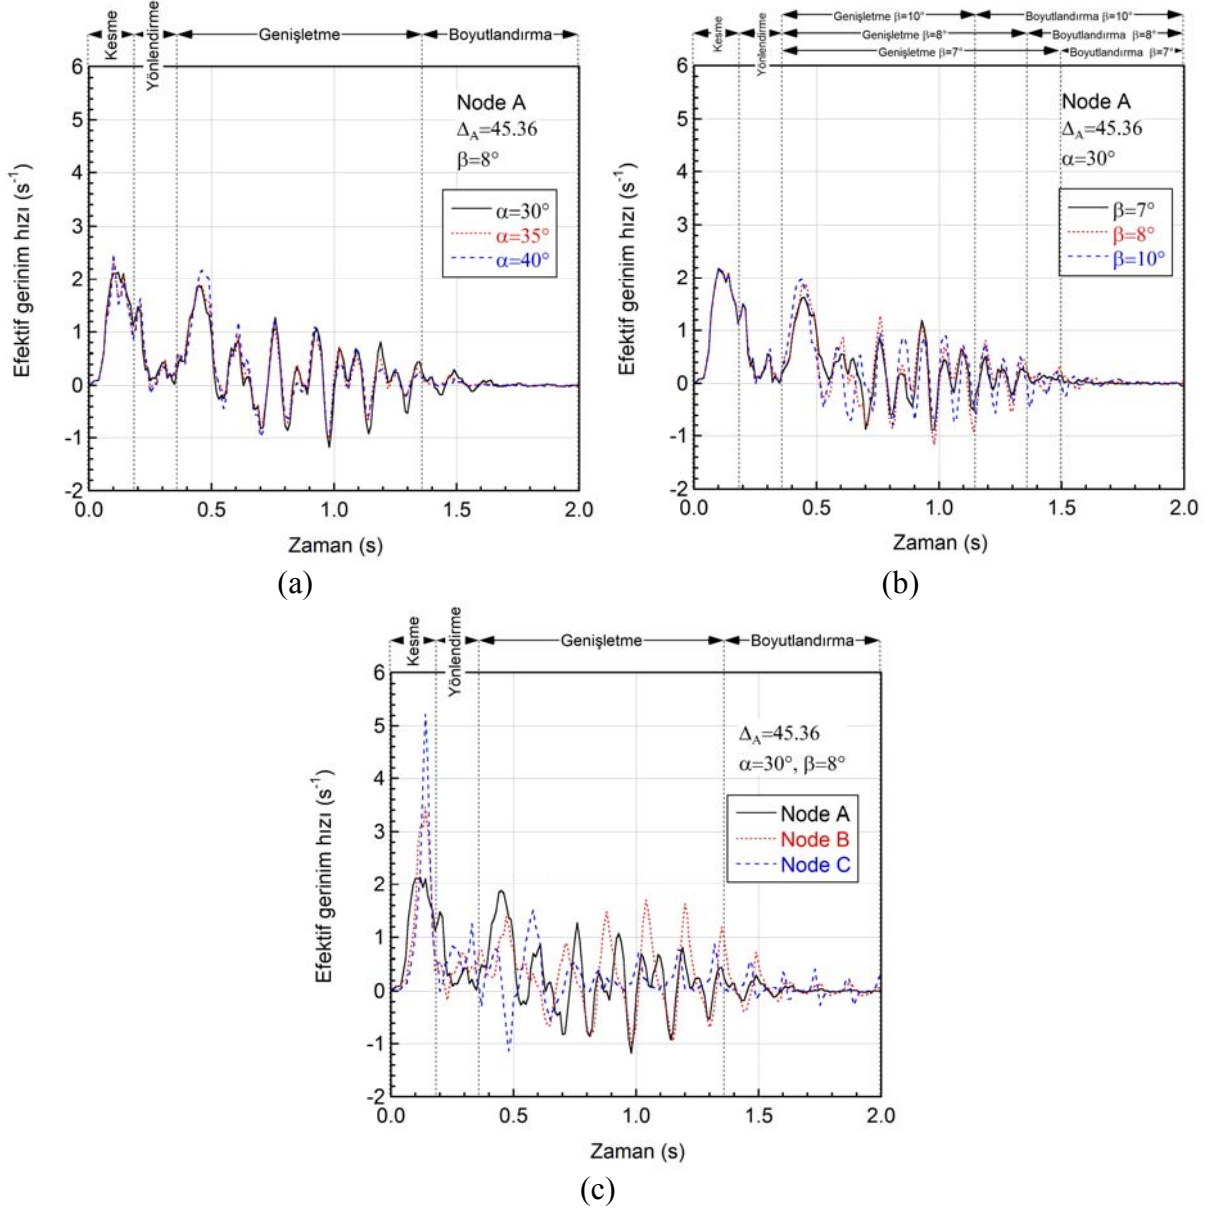 Kesme
Yönlendirme
Genişletme
Boyutlandırma
6
5
4
3
2
1
0
-1
-2
Efektif gerinim hızı (s⁻¹)
Node A
Δ_A=45.36
β=8°
α=30°
α=35°
α=40°
0.0 0.5 1.0 1.5 2.0
Zaman (s)
(a)
Kesme
Yönlendirme
Genişletme β=10° Boyutlandırma β=10°
Genişletme β=8° Boyutlandırma β=8°
Genişletme β=7° Boyutlandırma β=7°
6
5
4
3
2
1
0
-1
-2
Efektif gerinim hızı (s⁻¹)
Node A
Δ_A=45.36
α=30°
β=7°
β=8°
β=10°
0.0 0.5 1.0 1.5 2.0
Zaman (s)
(b)
Kesme
Yönlendirme
Genişletme
Boyutlandırma
6
5
4
3
2
1
0
-1
-2
Efektif gerinim hızı (s⁻¹)
Δ_A=45.36
α=30°, β=8°
Node A
Node B
Node C
0.0 0.5 1.0 1.5 2.0
Zaman (s)
(c)